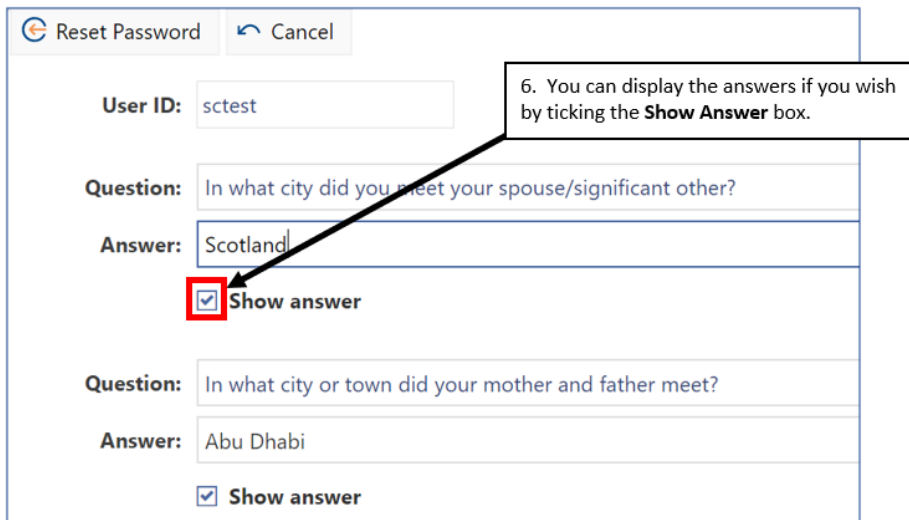 Reset Password Cancel
6. You can display the answers if you wish
by ticking the Show Answer box.
User ID: sctest
Question: In what city did you meet your spouse/significant other?
Answer: Scotland
Show answer
Question: In what city or town did your mother and father meet?
Answer: Abu Dhabi
Show answer